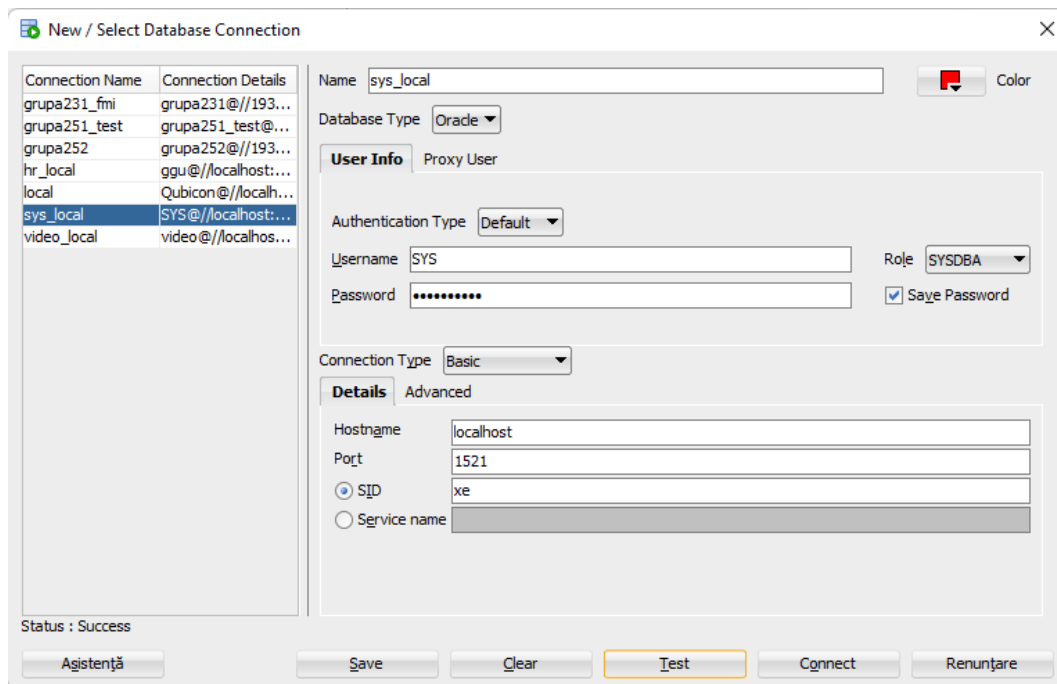 New / Select Database Connection
Connection Name Connection Details
grupa231_fmi grupa231@//193...
grupa251_test grupa251_test@...
grupa252 grupa252@//193...
hr_local ggu@//localhost:...
local Qubicon@//localh...
sys_local SYS@//localhost:...
video_local video@//localhos...
Name sys_local Color
Database Type Oracle
User Info Proxy User
Authentication Type Default
Username SYS Role SYSDBA
Password •••••••••• Save Password
Connection Type Basic
Details Advanced
Hostname localhost
Port 1521
SID xe
Service name
Status : Success
Asistenţă Save Clear Test Connect Renunţare